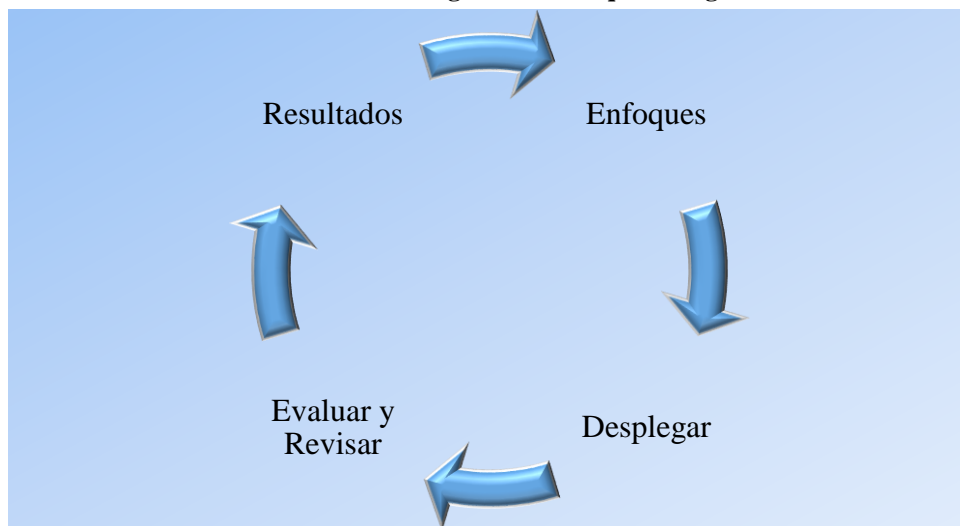 Resultados
Enfoques
Evaluar y
Revisar
Desplegar